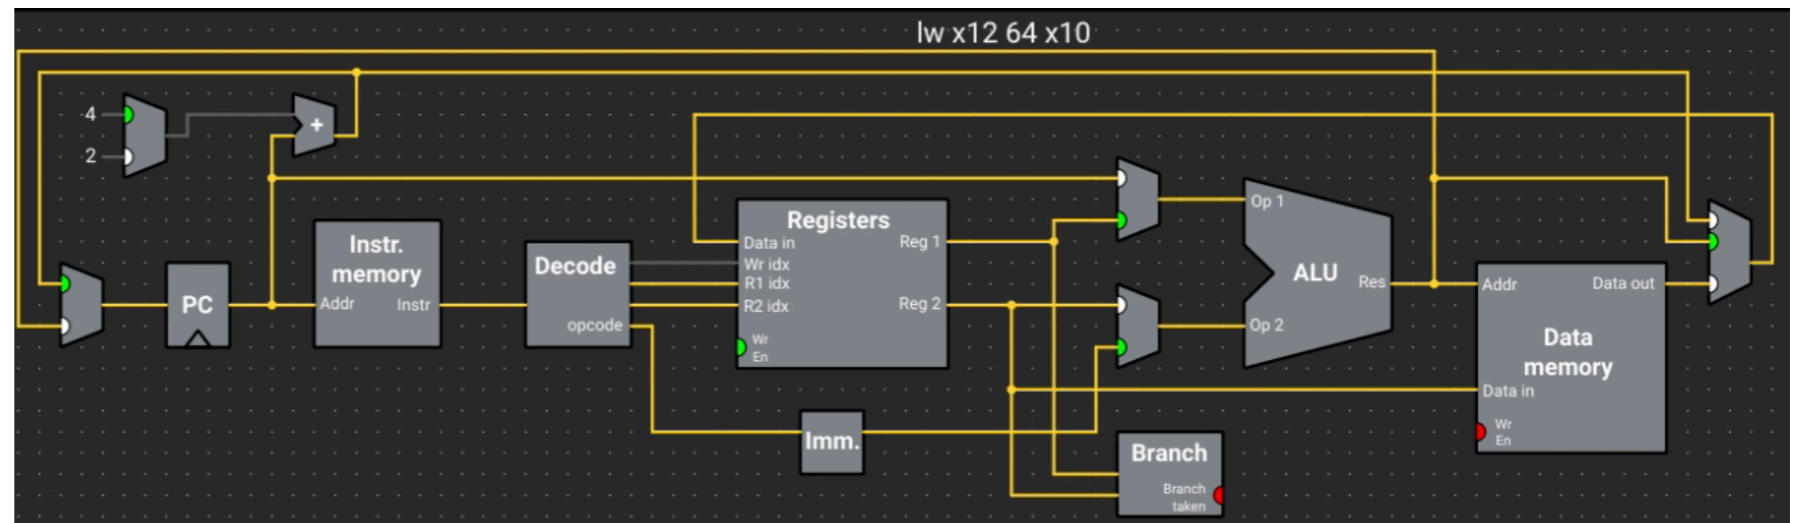 lw x12 64 x10
4
2
+
PC
Instr.
memory
Addr
Instr
Decode
opcode
Registers
Data in
Wr idx
R1 idx
R2 idx
Reg 1
Reg 2
Wr
En
Imm.
Op 1
ALU
Res
Op 2
Branch
Branch
taken
Addr
Data out
Data
memory
Data in
Wr
En